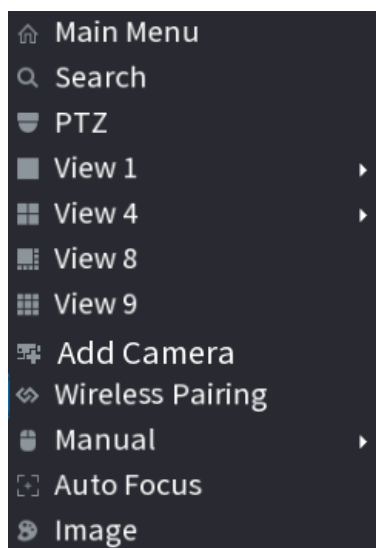 Main Menu
Search
PTZ
View 1
View 4
View 8
View 9
Add Camera
Wireless Pairing
Manual
Auto Focus
Image